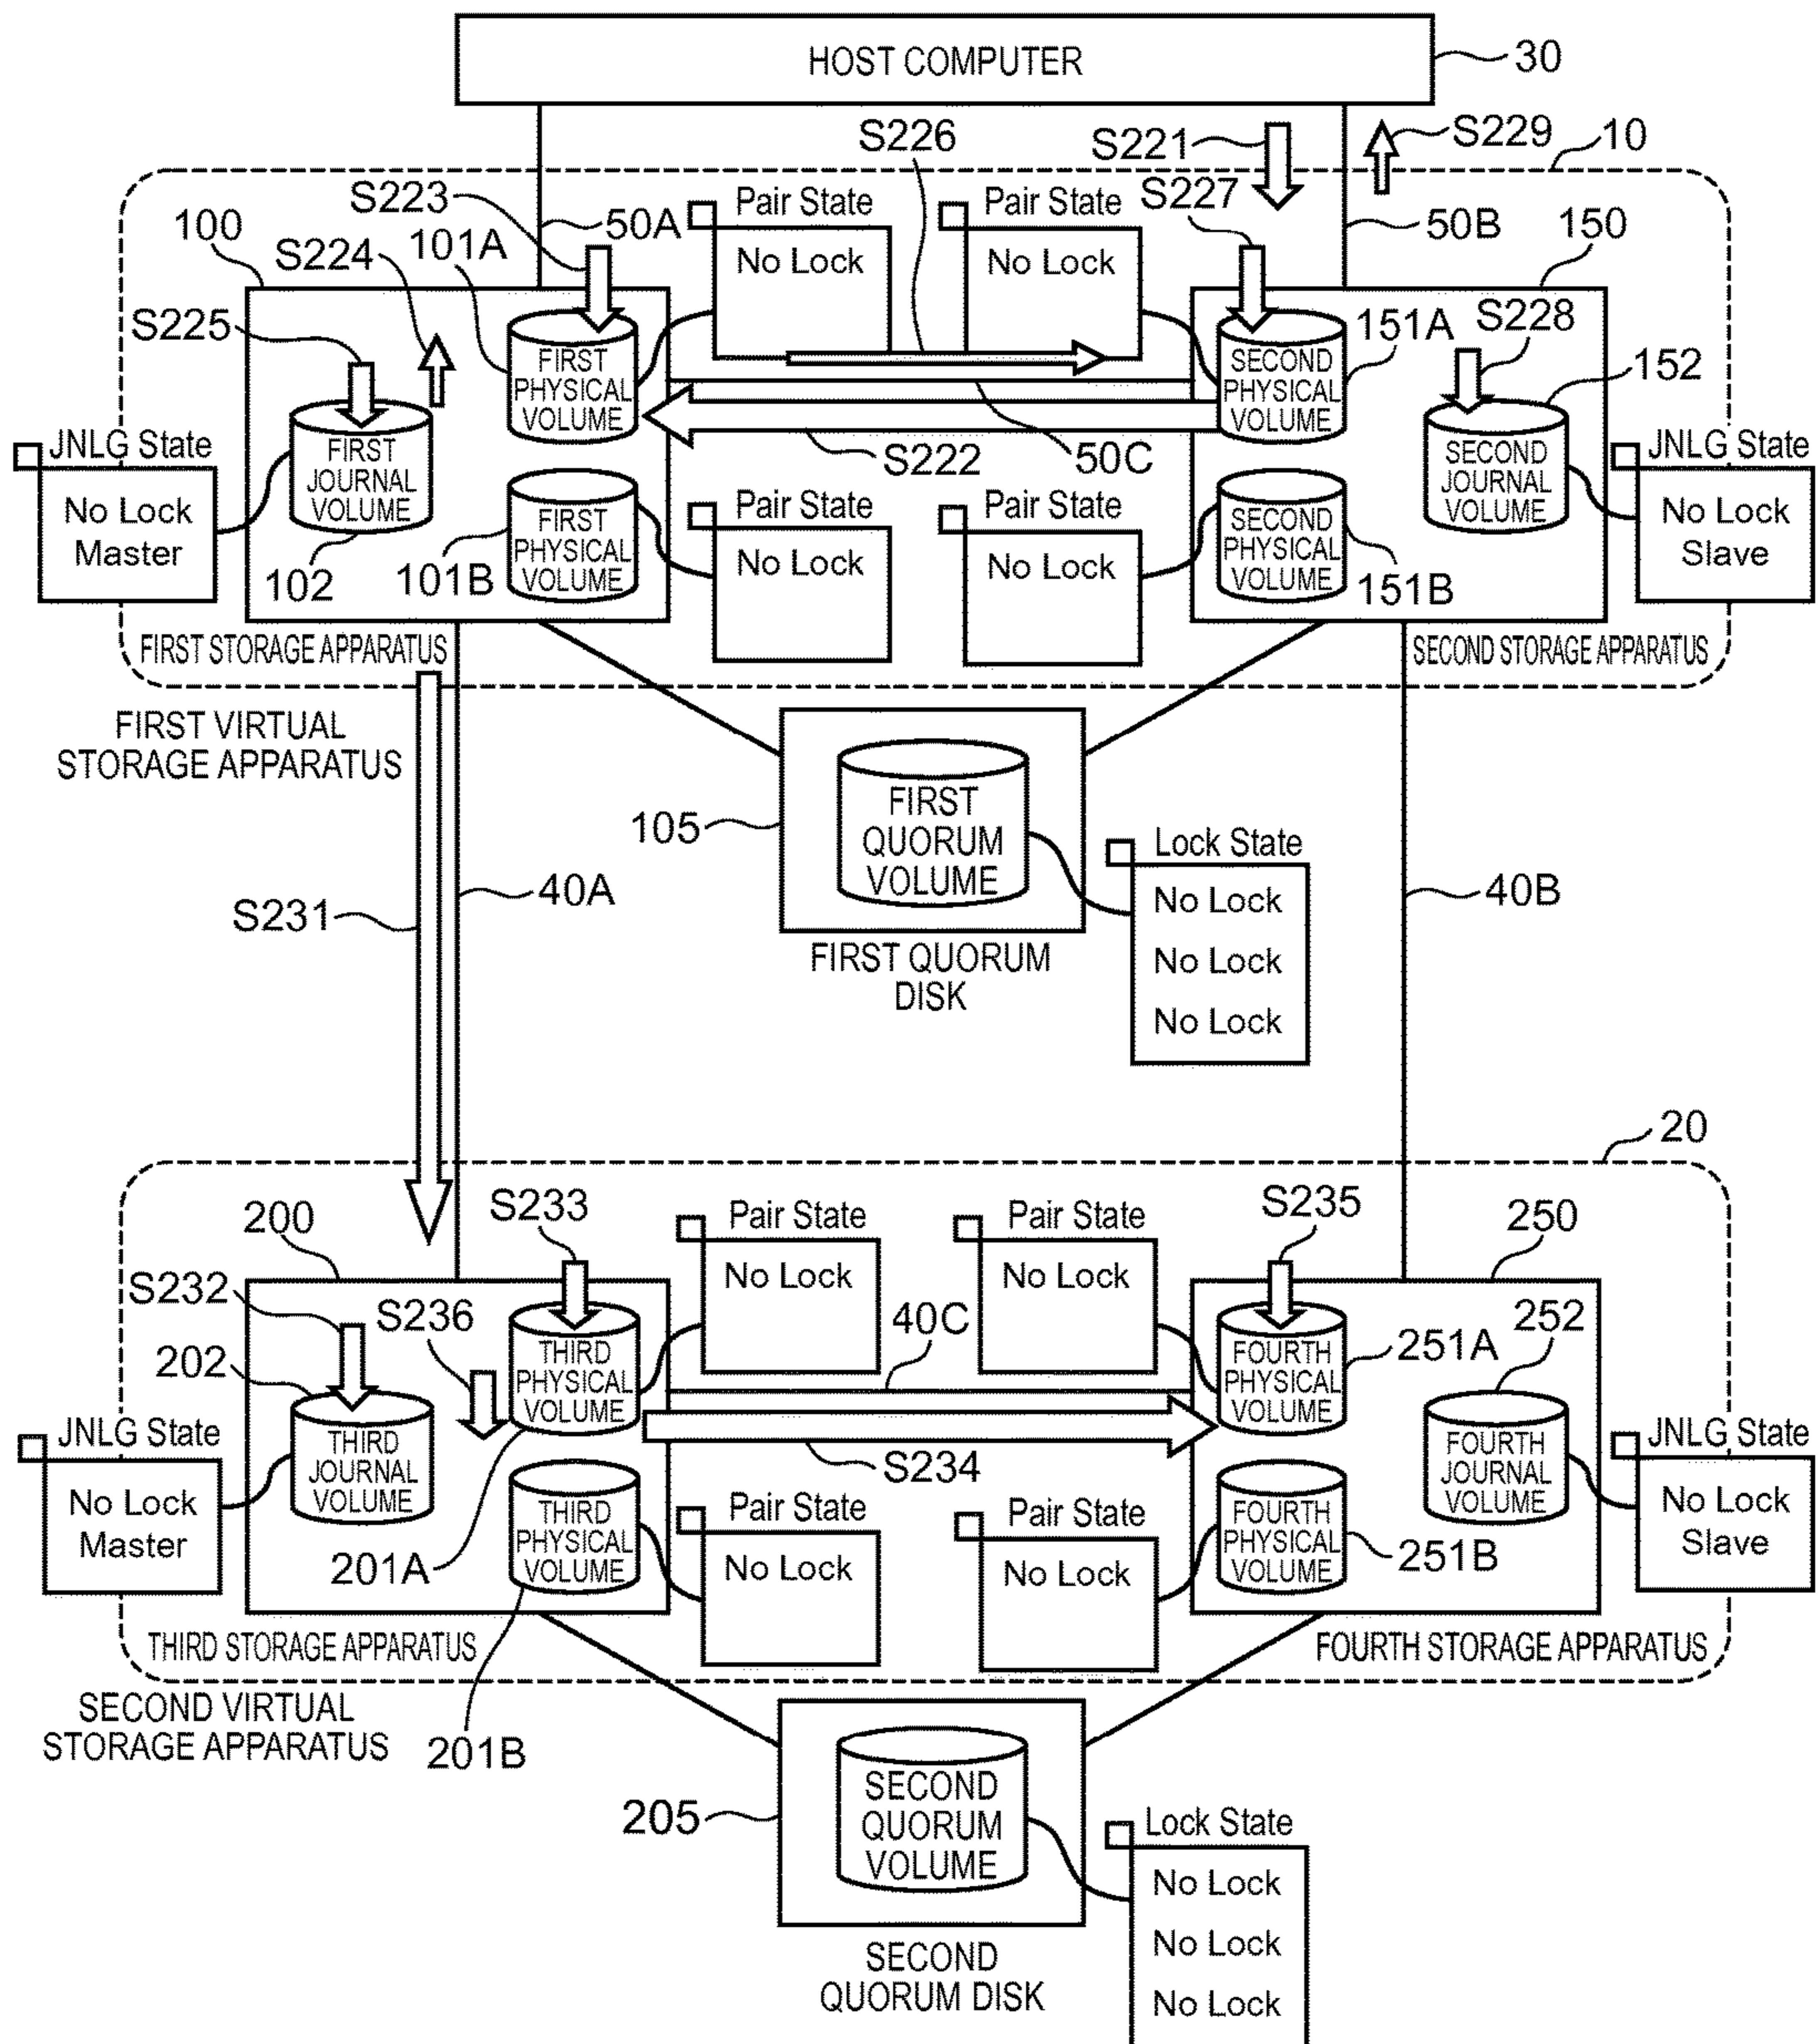 HOST COMPUTER
30
S226
S221
S229
10
S223
Pair State
Pair State
S227
100
101A
50A
50B
150
S224
No Lock
No Lock
S225
151A
S228
FIRST
PHYSICAL
VOLUME
SECOND
PHYSICAL
VOLUME
152
JNLG State
FIRST
JOURNAL
VOLUME
S222
50C
SECOND
JOURNAL
VOLUME
JNLG State
No Lock
Master
FIRST
PHYSICAL
VOLUME
Pair State
No Lock
Pair State
No Lock
SECOND
PHYSICAL
VOLUME
No Lock
Slave
102
101B
151B
FIRST STORAGE APPARATUS
SECOND STORAGE APPARATUS
FIRST VIRTUAL
STORAGE APPARATUS
105
FIRST
QUORUM
VOLUME
Lock State
No Lock
No Lock
No Lock
S231
40A
40B
FIRST QUORUM
DISK
20
200
S233
Pair State
Pair State
S235
250
S232
S236
No Lock
No Lock
40C
252
202
THIRD
PHYSICAL
VOLUME
FOURTH
PHYSICAL
VOLUME
251A
JNLG State
THIRD
JOURNAL
VOLUME
S234
FOURTH
JOURNAL
VOLUME
JNLG State
No Lock
Master
THIRD
PHYSICAL
VOLUME
Pair State
No Lock
Pair State
No Lock
FOURTH
PHYSICAL
VOLUME
No Lock
Slave
201A
251B
THIRD STORAGE APPARATUS
FOURTH STORAGE APPARATUS
SECOND VIRTUAL
STORAGE APPARATUS
201B
205
SECOND
QUORUM
VOLUME
Lock State
No Lock
No Lock
No Lock
SECOND
QUORUM DISK